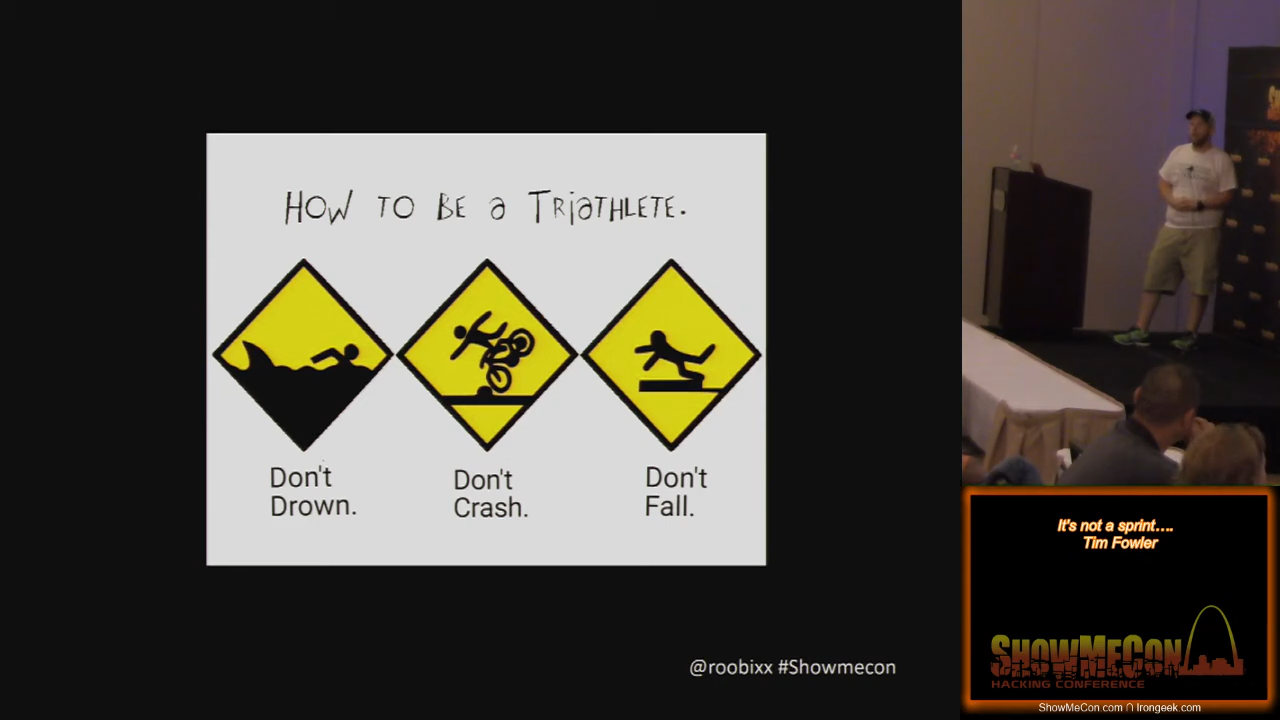 HOW TO BE a TRiaTHLETE.
Don't
Drown.
Don't
Crash.
Don't
Fall.
@roobixx #Showmecon
It's not a sprint....
Tim Fowler
SHOWMECON
HACKING CONFERENCE
ShowMeCon.com ∩ Irongeek.com